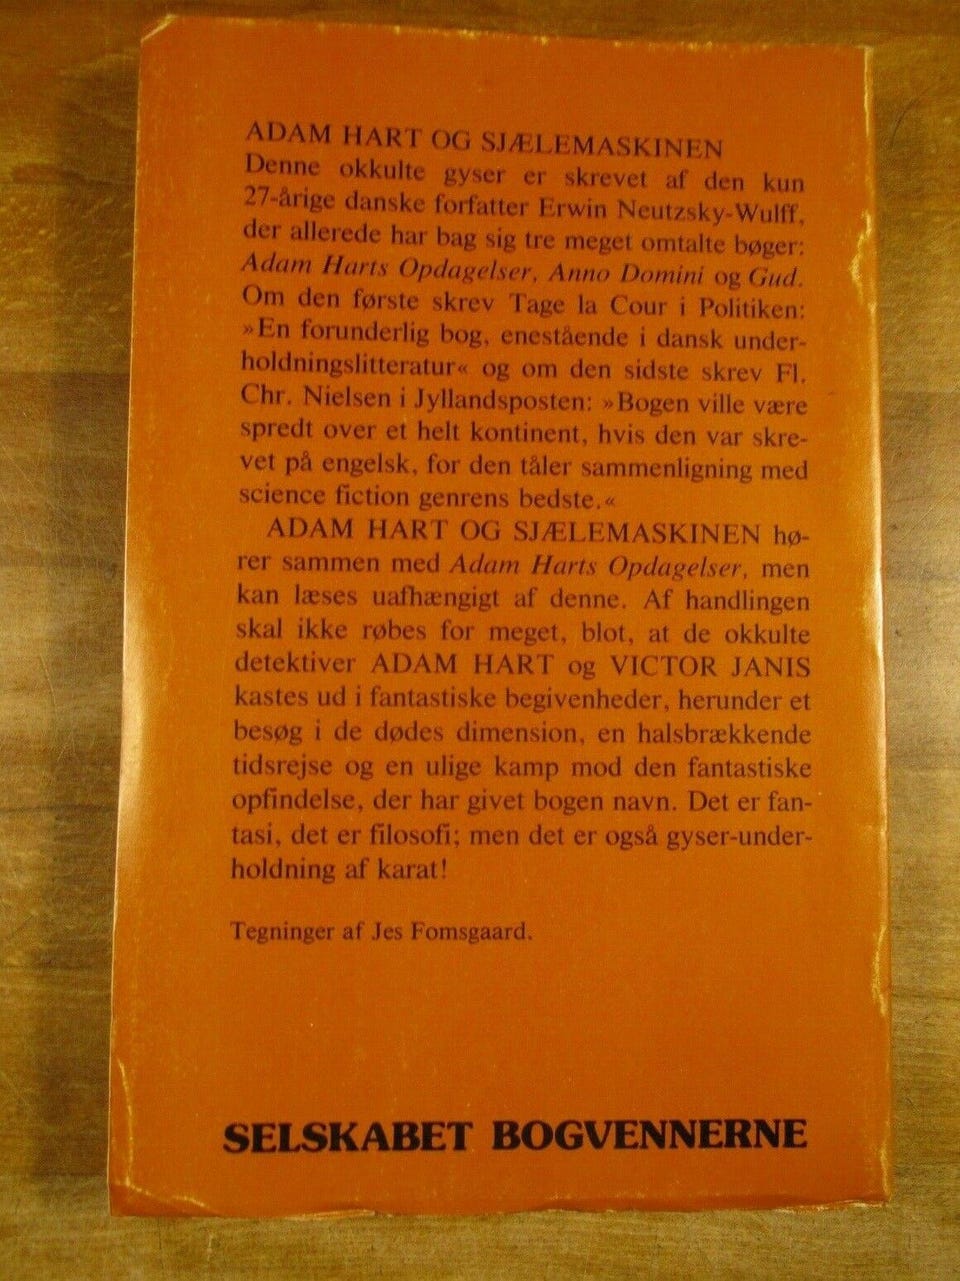 ADAM HART OG SJÆLEMASKINEN
Denne okkulte gyser er skrevet af den kun
27-årige danske forfatter Erwin Neutzsky-Wulff,
der allerede har bag sig tre meget omtalte bøger:
Adam Harts Opdagelser, Anno Domini og Gud.
Om den første skrev Tage la Cour i Politiken:
»En forunderlig bog, enestående i dansk under-
holdningslitteratur« og om den sidste skrev Fl.
Chr. Nielsen i Jyllandsposten: »Bogen ville være
spredt over et helt kontinent, hvis den var skre-
vet på engelsk, for den tåler sammenligning med
science fiction genrens bedste.«
ADAM HART OG SJÆLEMASKINEN hø-
rer sammen med Adam Harts Opdagelser, men
kan læses uafhængigt af denne. Af handlingen
skal ikke røbes for meget, blot, at de okkulte
detektiver ADAM HART og VICTOR JANIS
kastes ud i fantastiske begivenheder, herunder et
besøg i de dødes dimension, en halsbrækkende
tidsrejse og en ulige kamp mod den fantastiske
opfindelse, der har givet bogen navn. Det er fan-
tasi, det er filosofi; men det er også gyser-under-
holdning af karat!
Tegninger af Jes Fomsgaard.
SELSKABET BOGVENNERNE